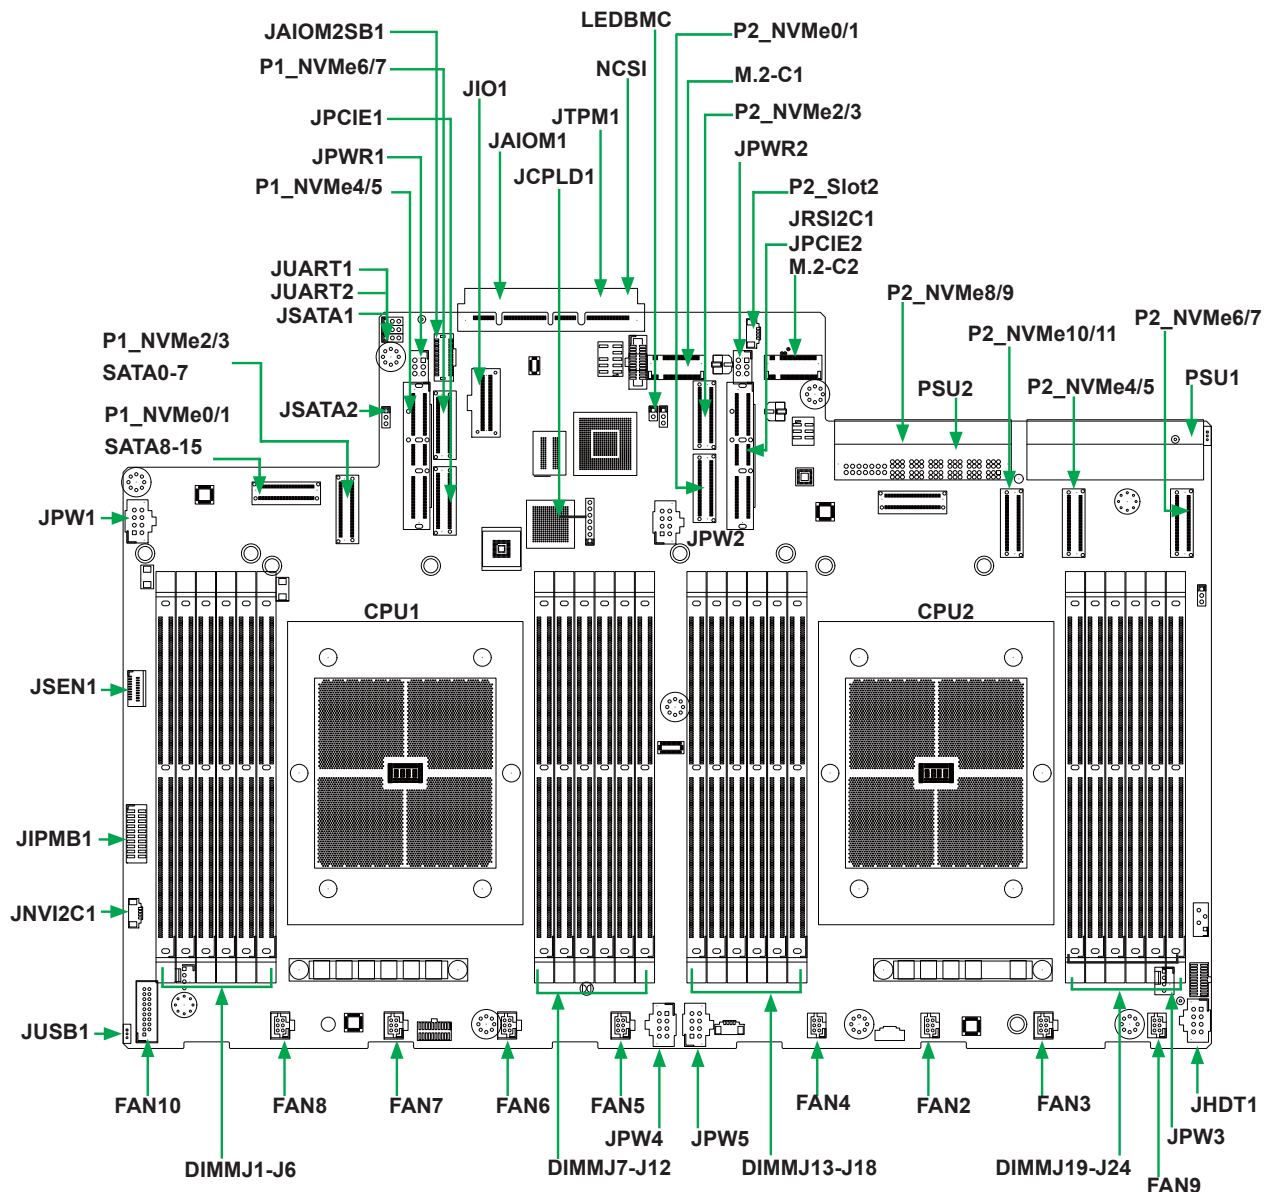 LEDBMC
P2_NVMe0/1
JAIOM2SB1
P1_NVMe6/7
NCSI
M.2-C1
JIO1
JPCIE1
JTPM1
P2_NVMe2/3
JAIOM1
JPWR1
JPWR2
JCPLD1
P1_NVMe4/5
P2_Slot2
JRSI2C1
JPCIE2
M.2-C2
JUART1
JUART2
JSATA1
P2_NVMe8/9
P2_NVMe10/11
P2_NVMe6/7
P1_NVMe2/3
SATA0-7
PSU2
P2_NVMe4/5
PSU1
JSATA2
P1_NVMe0/1
SATA8-15
JPW1
JPW2
CPU1
CPU2
JSEN1
JIPMB1
JNVI2C1
JUSB1
FAN10
FAN8
FAN7
FAN6
FAN5
FAN4
FAN2
FAN3
JHDT1
JPW4
JPW5
JPW3
DIMMJ1-J6
DIMMJ7-J12
DIMMJ13-J18
DIMMJ19-J24
FAN9